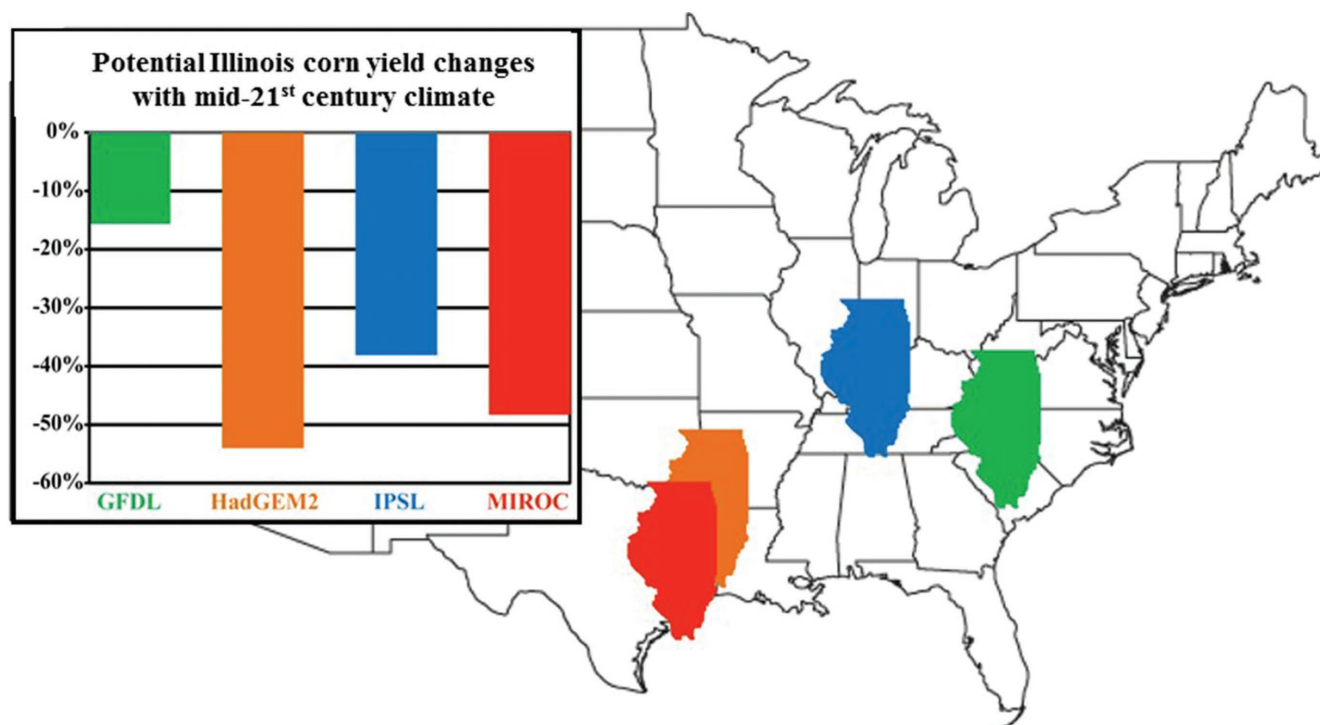 Potential Illinois corn yield changes
with mid-21st century climate
0%
-10%
-20%
-30%
-40%
-50%
-60%
GFDL HadGEM2 IPSL MIROC